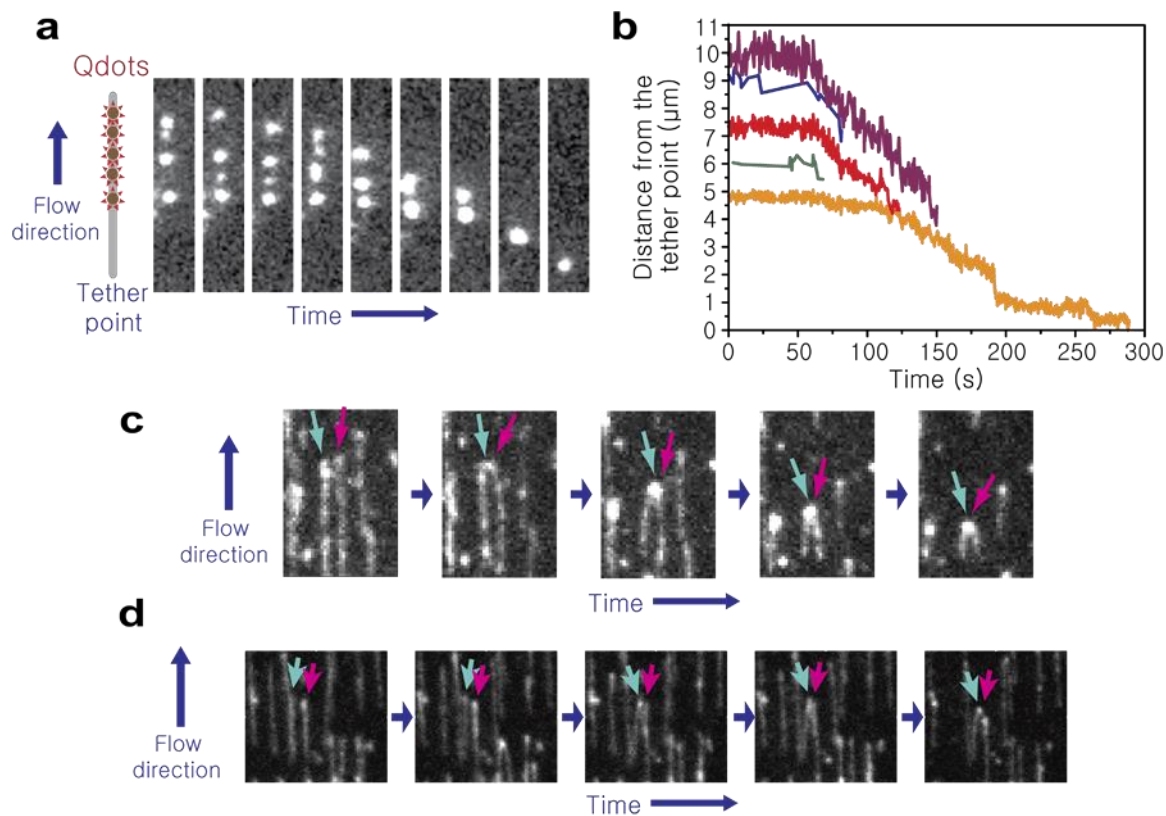 a
Qdots
Flow
direction
Tether
point
Time
b
Distance from the
tether point (µm)
11
10
9
8
7
6
5
4
3
2
1
0
0 50 100 150 200 250 300
Time (s)
c
Flow
direction
Time
d
Flow
direction
Time